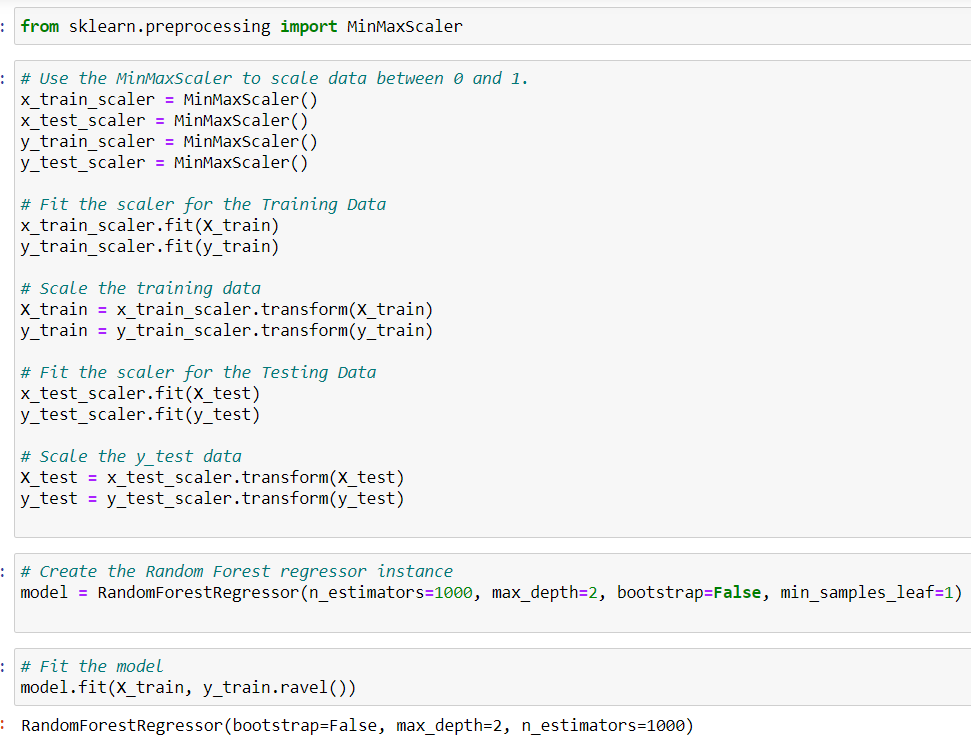 : from sklearn.preprocessing import MinMaxScaler
: # Use the MinMaxScaler to scale data between 0 and 1.
x_train_scaler = MinMaxScaler()
x_test_scaler = MinMaxScaler()
y_train_scaler = MinMaxScaler()
y_test_scaler = MinMaxScaler()
# Fit the scaler for the Training Data
x_train_scaler.fit(X_train)
y_train_scaler.fit(y_train)
# Scale the training data
X_train = x_train_scaler.transform(X_train)
y_train = y_train_scaler.transform(y_train)
# Fit the scaler for the Testing Data
x_test_scaler.fit(X_test)
y_test_scaler.fit(y_test)
# Scale the y_test data
X_test = x_test_scaler.transform(X_test)
y_test = y_test_scaler.transform(y_test)
: # Create the Random Forest regressor instance
model = RandomForestRegressor(n_estimators=1000, max_depth=2, bootstrap=False, min_samples_leaf=1)
: # Fit the model
model.fit(X_train, y_train.ravel())
: RandomForestRegressor(bootstrap=False, max_depth=2, n_estimators=1000)